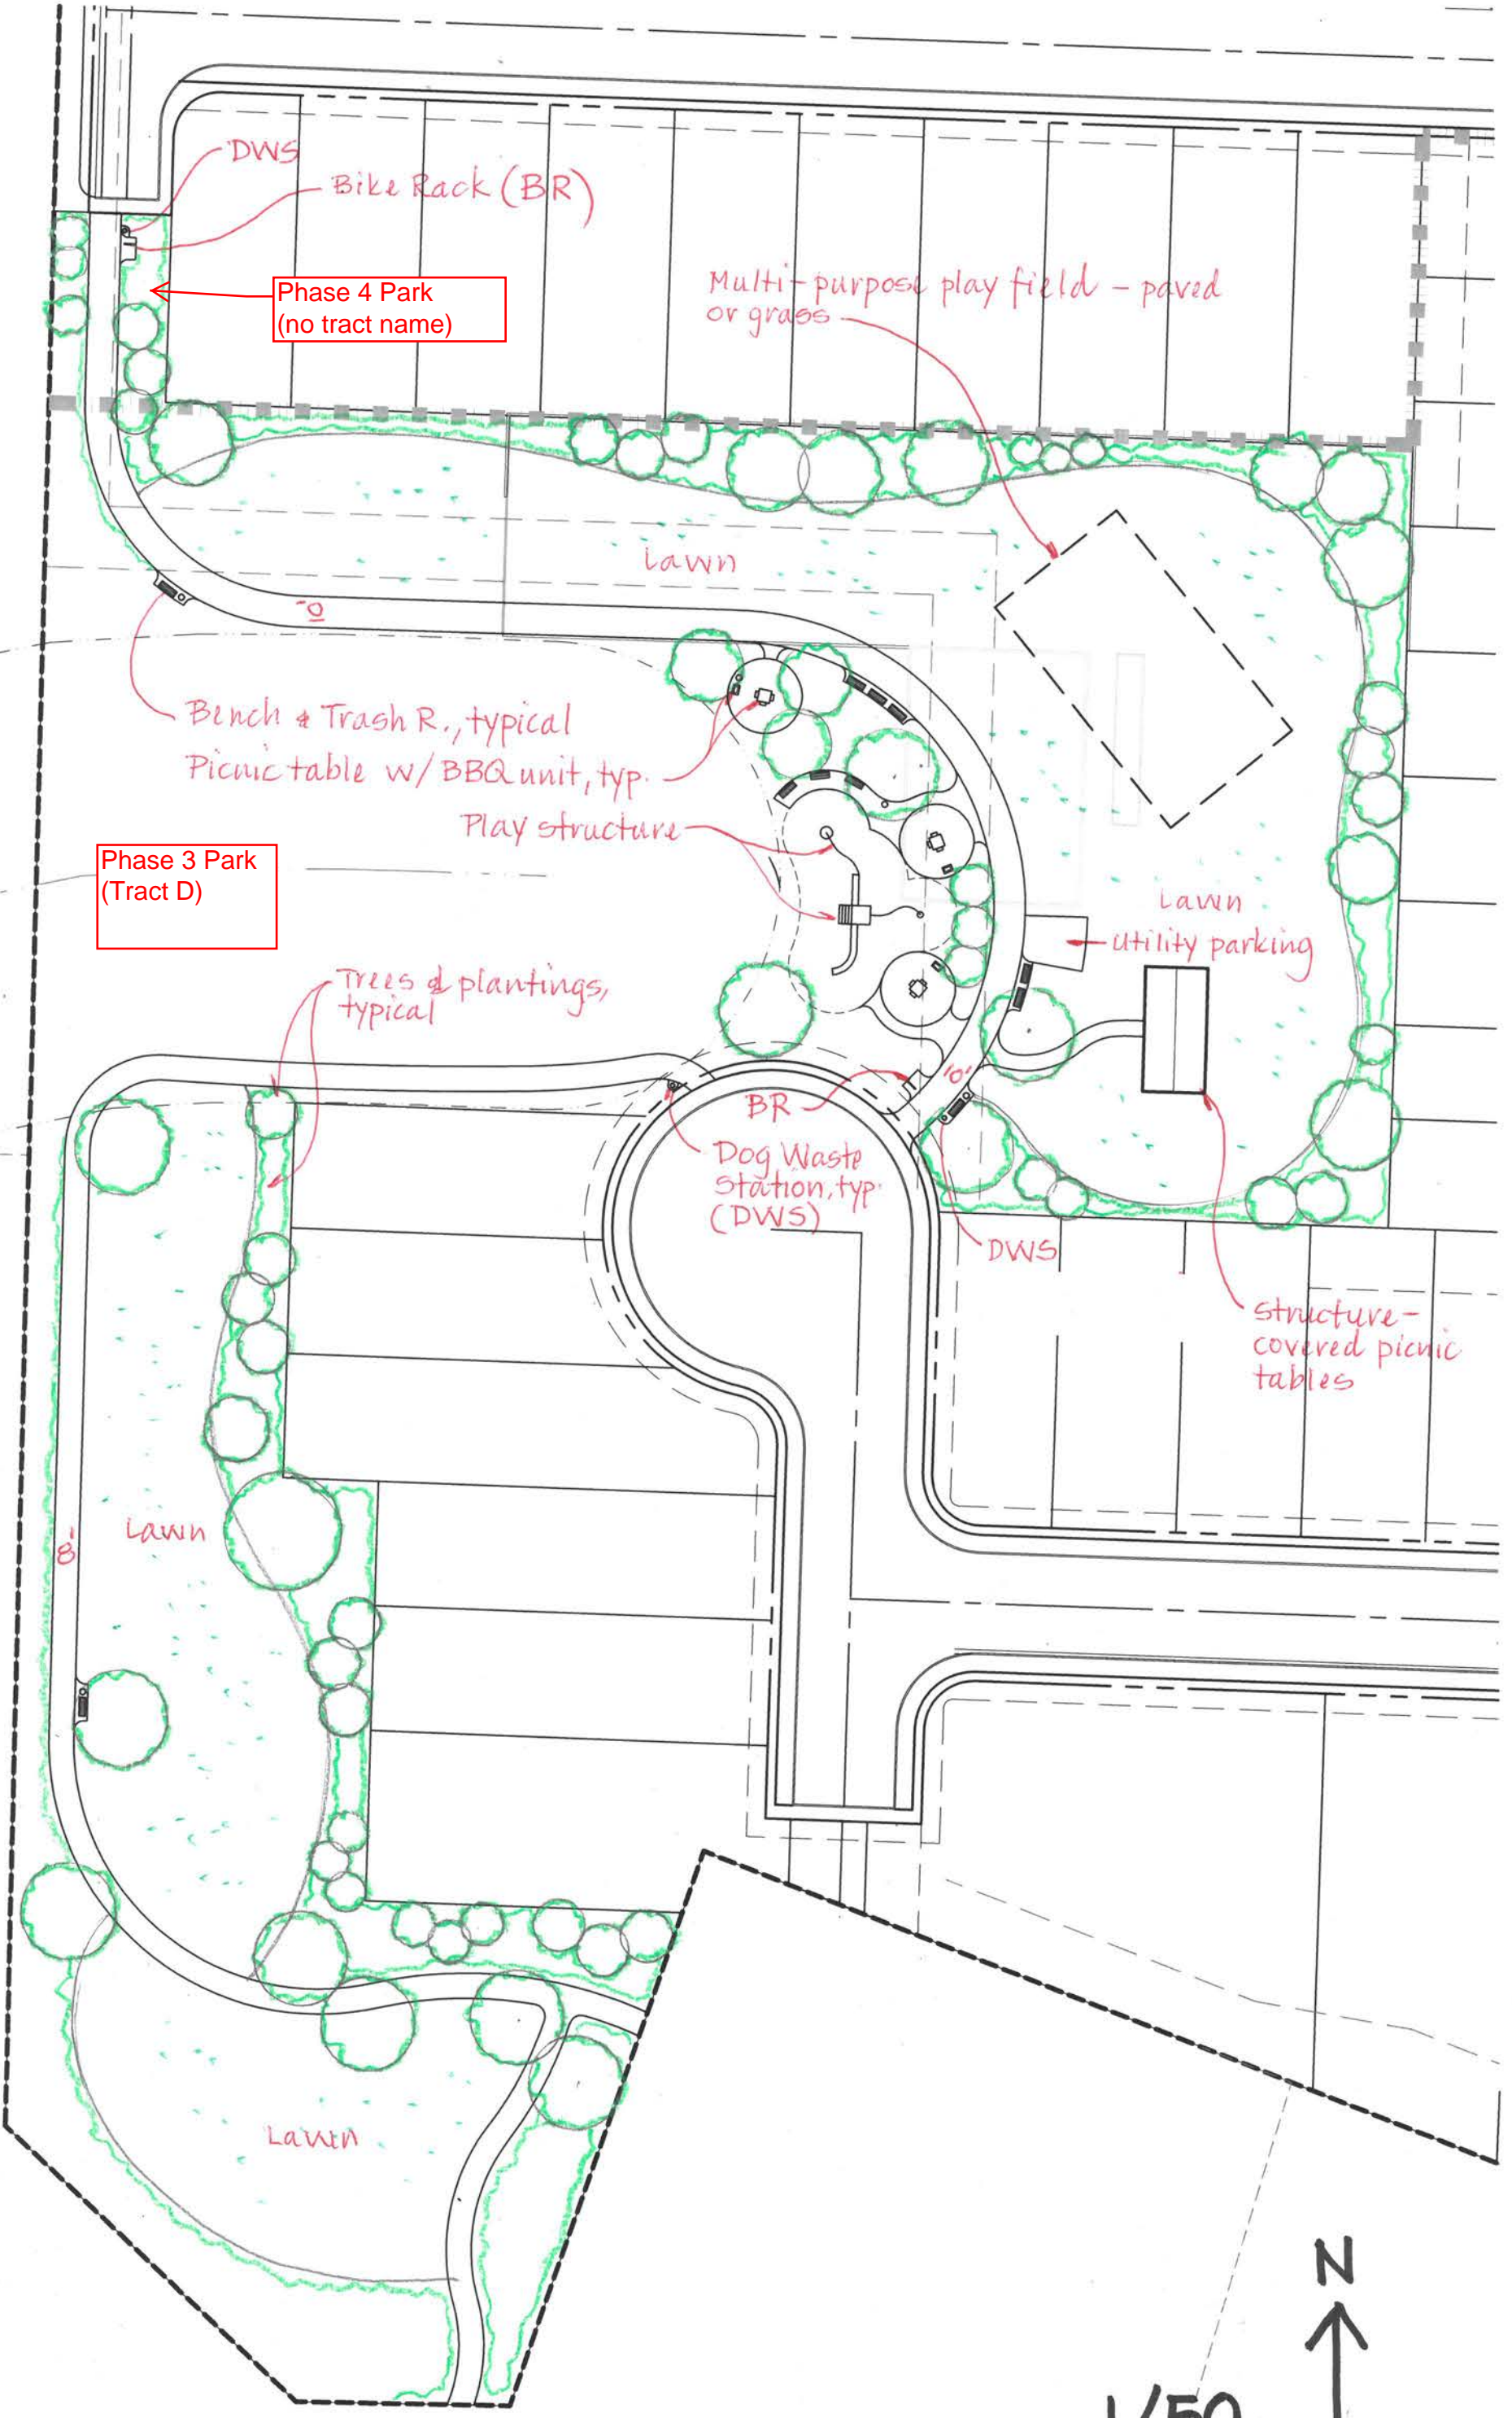 DWS
Bike Rack (BR)
Phase 4 Park
(no tract name)
Multi-purpose play field - paved
or grass
Lawn
Bench & Trash R., typical
Picnic table w/ BBQ unit, typ.
Play structure
Phase 3 Park
(Tract D)
Lawn
utility parking
Trees & plantings,
typical
BR
Dog Waste
Station, typ.
(DWS)
DWS
structure-
covered picnic
tables
Lawn
8'
Lawn
N